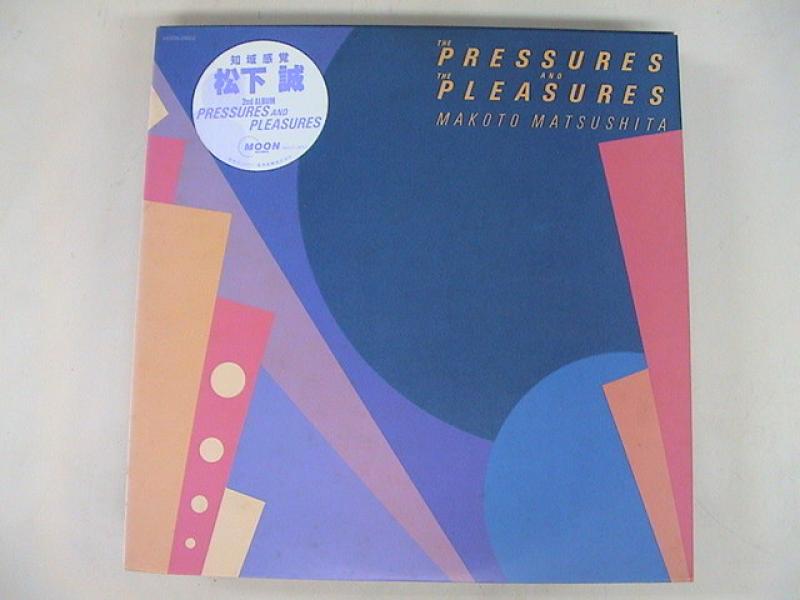 知域感覚
松下 誠
2nd ALBUM
PRESSURES AND
PLEASURES
MOON
THE
PRESSURES
AND
THE
PLEASURES
MAKOTO MATSUSHITA